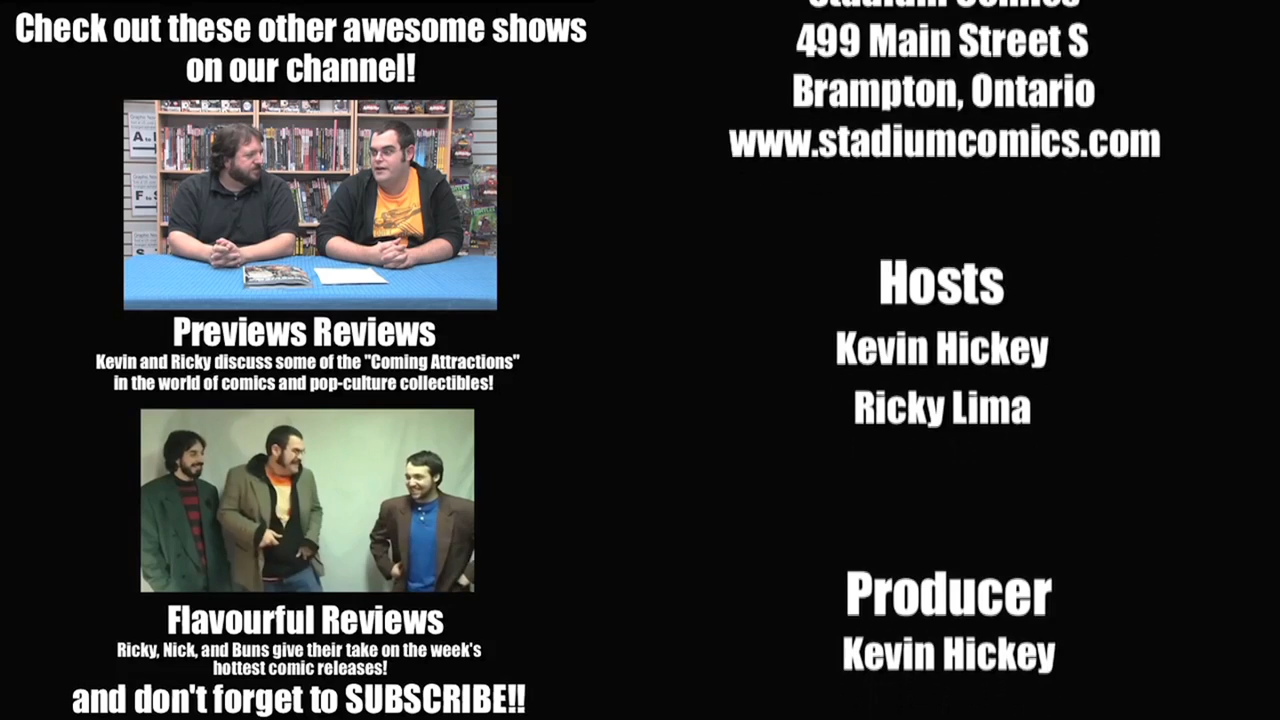 Check out these other awesome shows
on our channel!
Previews Reviews
Kevin and Ricky discuss some of the "Coming Attractions"
in the world of comics and pop-culture collectibles!
Flavourful Reviews
Ricky, Nick, and Buns give their take on the week's
hottest comic releases!
and don't forget to SUBSCRIBE!!
Stadium Comics
499 Main Street S
Brampton, Ontario
www.stadiumcomics.com
Hosts
Kevin Hickey
Ricky Lima
Producer
Kevin Hickey